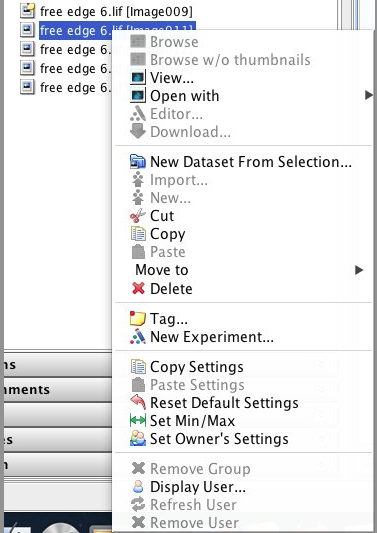 free edge 6.lif [Image009]
free edge 6.lif [Image011]
free edge 6.
free edge 6.
free edge 6.
Browse
Browse w/o thumbnails
View...
Open with
Editor...
Download...
New Dataset From Selection...
Import...
New...
Cut
Copy
Paste
Move to
Delete
Tag...
New Experiment...
ns
Copy Settings
nments
Paste Settings
Reset Default Settings
Set Min/Max
es
Set Owner's Settings
n
Remove Group
Display User...
Refresh User
Remove User